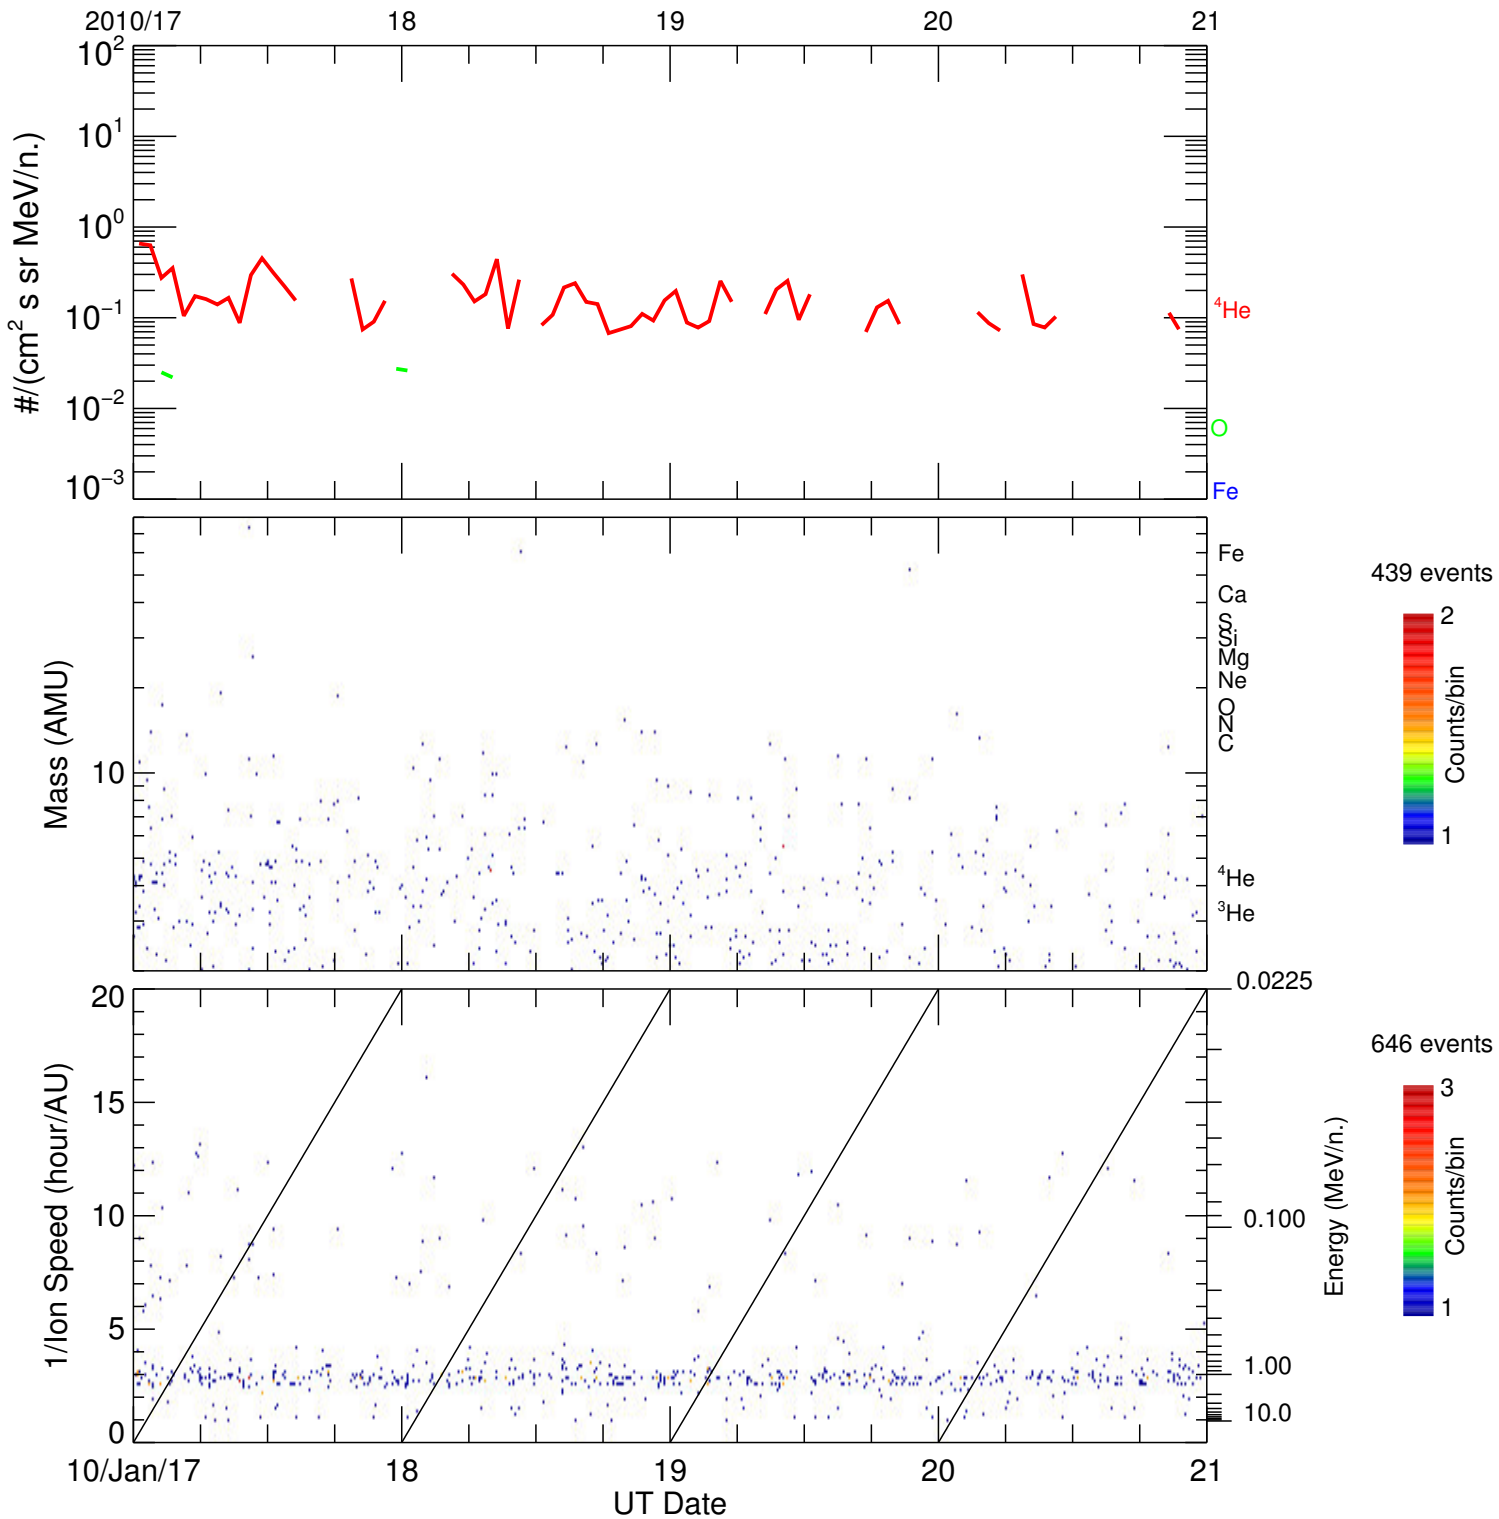 2010/17 18 19 20 21
10² 10¹ 10⁰ 10⁻¹ 10⁻² 10⁻³
#/(cm² s sr MeV/n.)
⁴He
O
Fe
Mass (AMU)
10
Fe
Ca
S
Si
Mg
Ne
O
N
C
⁴He
³He
439 events
2
Counts/bin
1
1/Ion Speed (hour/AU)
20
15
10
5
0
0.0225
0.100
1.00
10.0
Energy (MeV/n.)
646 events
3
Counts/bin
1
10/Jan/17 18 19 20 21
UT Date